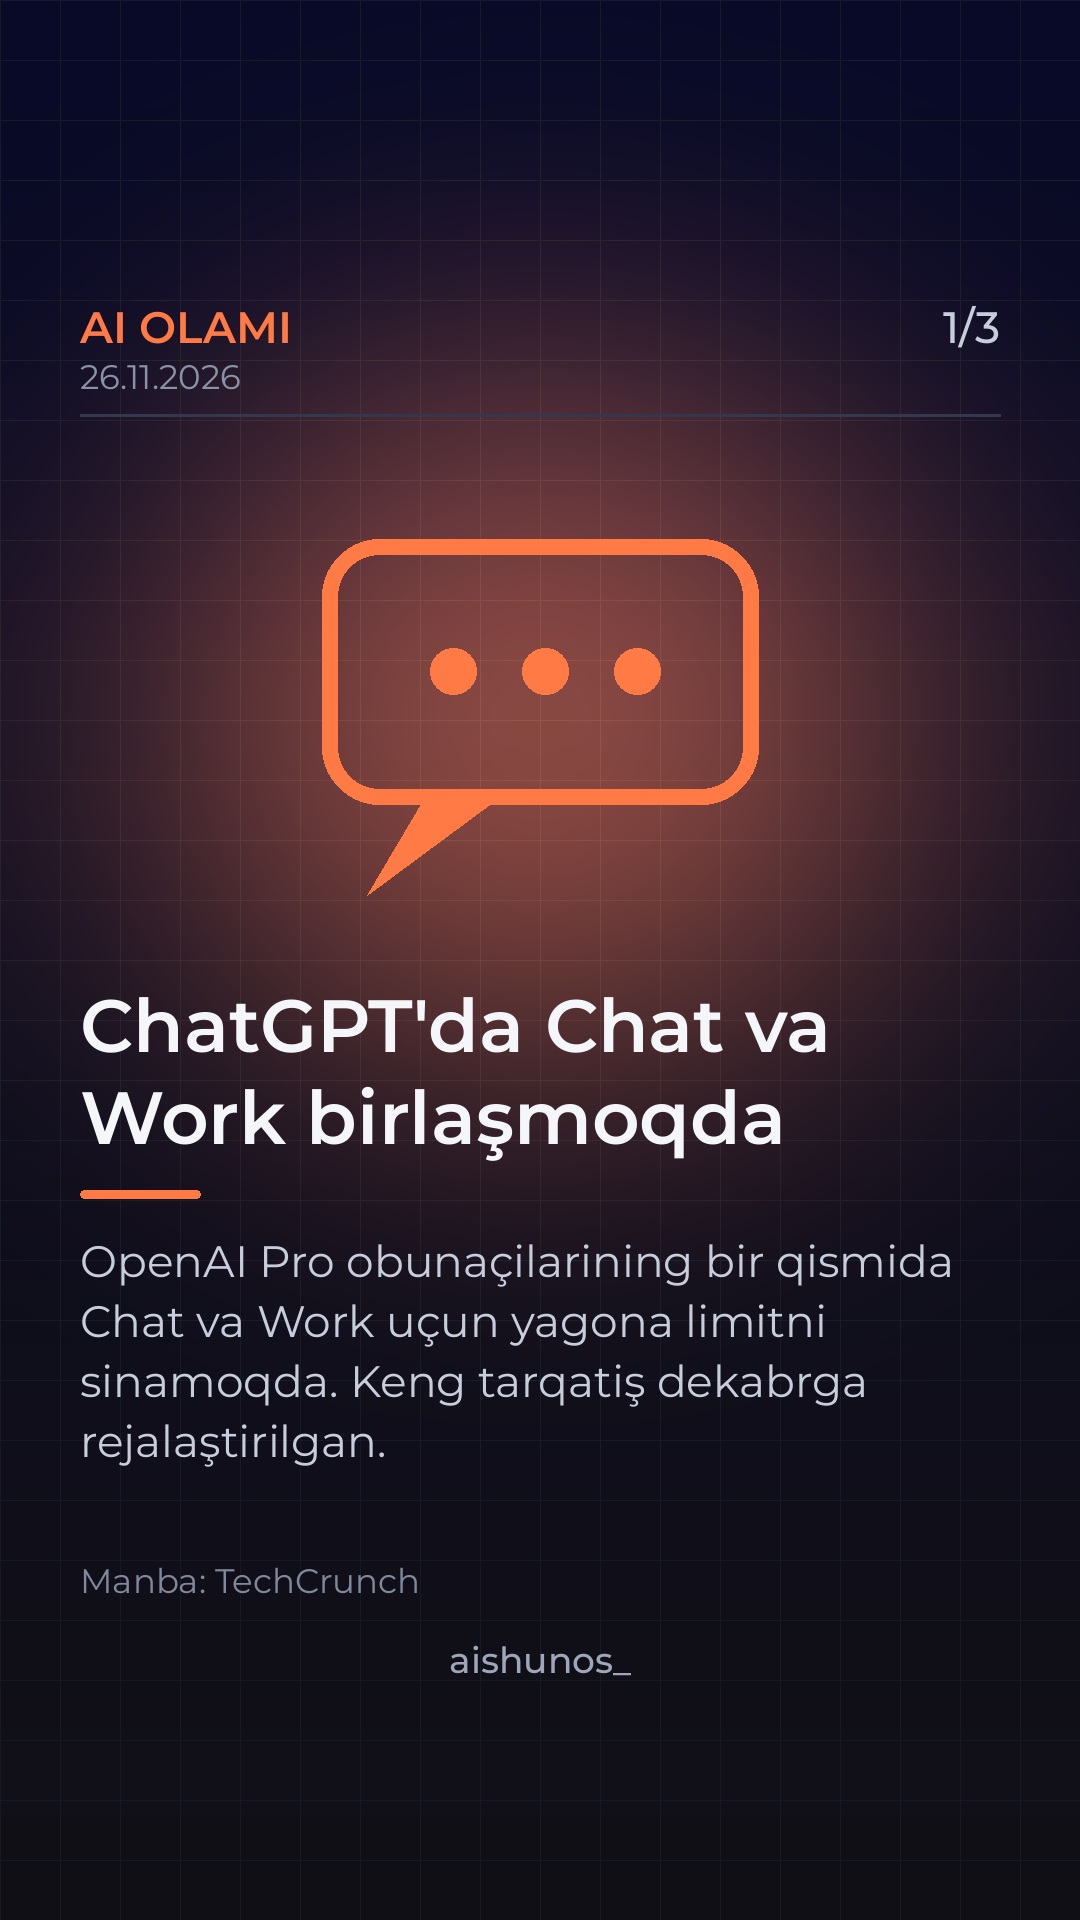 AI OLAMI
1/3
26.11.2026
ChatGPT'da Chat va
Work birlaşmoqda
OpenAI Pro obunaçilarining bir qismida
Chat va Work uçun yagona limitni
sinamoqda. Keng tarqatiş dekabrga
rejalaştirilgan.
Manba: TechCrunch
aishunos_